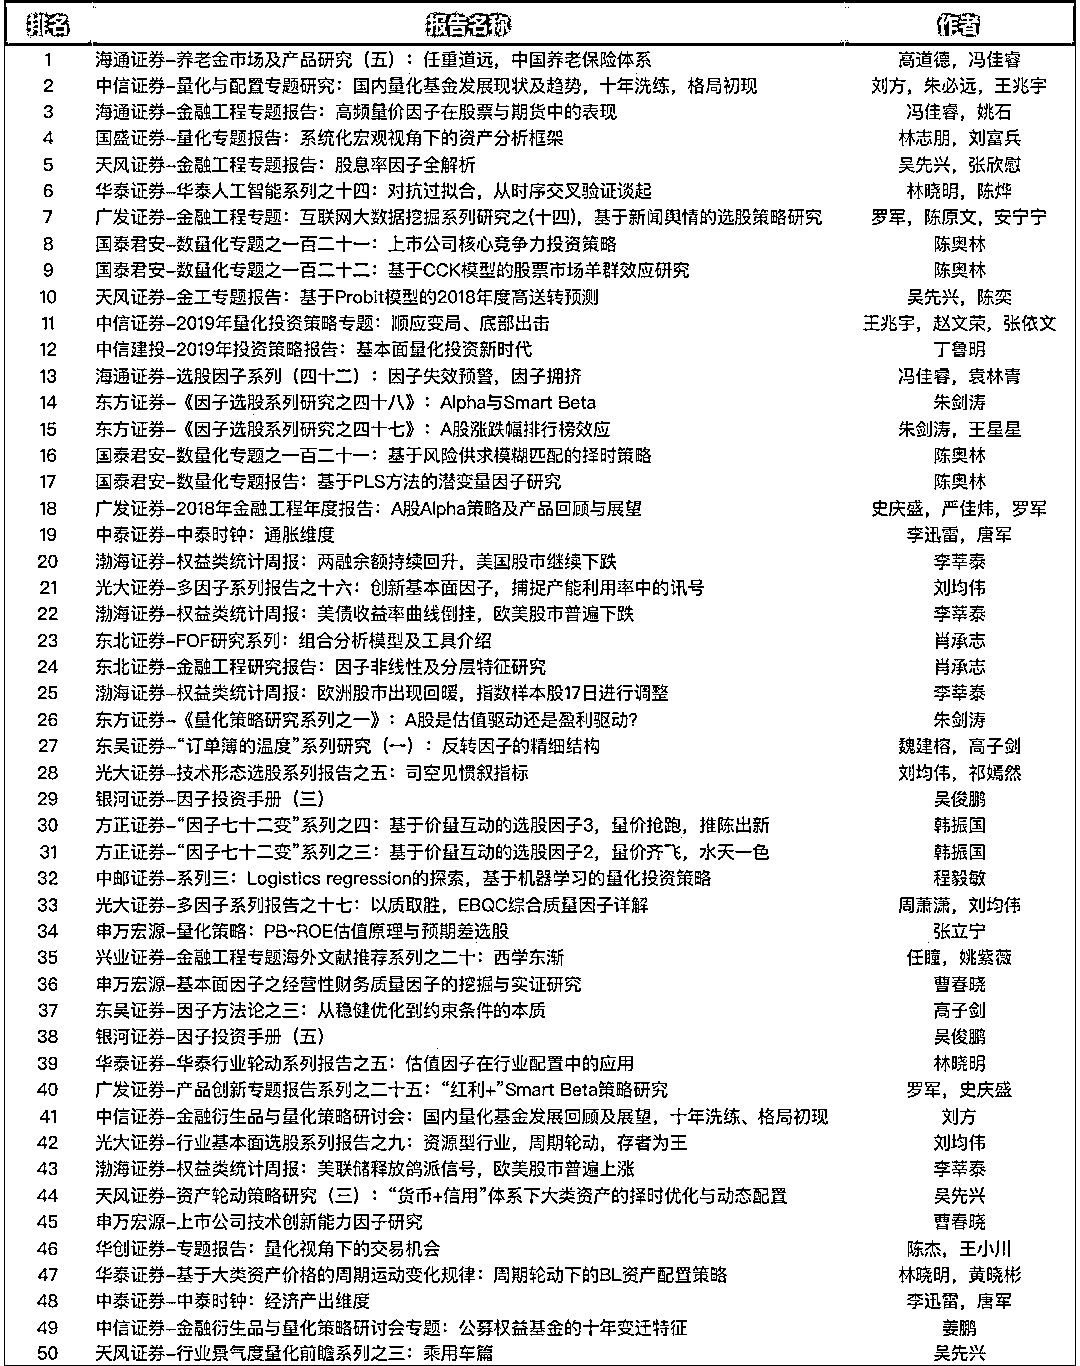 排名 报告名称 作者
1 海通证券-养老金市场及产品研究（五）：任重道远，中国养老保险体系 高道德，冯佳睿
2 中信证券-量化与配置专题研究：国内量化基金发展现状及趋势，十年洗练，格局初现 刘方，朱必远，王兆宇
3 海通证券-金融工程专题报告：高频量价因子在股票与期货中的表现 冯佳睿，姚石
4 国盛证券-量化专题报告：系统化宏观视角下的资产分析框架 林志朋，刘富兵
5 天风证券-金融工程专题报告：股息率因子全解析 吴先兴，张欣慰
6 华泰证券-华泰人工智能系列之十四：对抗过拟合，从时序交叉验证谈起 林晓明，陈烨
7 广发证券-金融工程专题：互联网大数据挖掘系列研究之(十四)，基于新闻舆情的选股策略研究 罗军，陈原文，安宁宁
8 国泰君安-数量化专题之一百二十一：上市公司核心竞争力投资策略 陈奥林
9 国泰君安-数量化专题之一百二十二：基于CCK模型的股票市场羊群效应研究 陈奥林
10 天风证券-金工专题报告：基于Probit模型的2018年度高送转预测 吴先兴，陈奕
11 中信证券-2019年量化投资策略专题：顺应变局、底部出击 王兆宇，赵文荣，张依文
12 中信建投-2019年投资策略报告：基本面量化投资新时代 丁鲁明
13 海通证券-选股因子系列（四十二）：因子失效预警，因子拥挤 冯佳睿，袁林青
14 东方证券-《因子选股系列研究之四十八》：Alpha与Smart Beta 朱剑涛
15 东方证券-《因子选股系列研究之四十七》：A股涨跌幅排行榜效应 朱剑涛，王星星
16 国泰君安-数量化专题之一百二十一：基于风险供求模糊匹配的择时策略 陈奥林
17 国泰君安-数量化专题报告：基于PLS方法的潜变量因子研究 陈奥林
18 广发证券-2018年金融工程年度报告：A股Alpha策略及产品回顾与展望 史庆盛，严佳炜，罗军
19 中泰证券-中泰时钟：通胀维度 李迅雷，唐军
20 渤海证券-权益类统计周报：两融余额持续回升，美国股市继续下跌 李莘泰
21 光大证券-多因子系列报告之十六：创新基本面因子，捕捉产能利用率中的讯号 刘均伟
22 渤海证券-权益类统计周报：美债收益率曲线倒挂，欧美股市普遍下跌 李莘泰
23 东北证券-FOF研究系列：组合分析模型及工具介绍 肖承志
24 东北证券-金融工程研究报告：因子非线性及分层特征研究 肖承志
25 渤海证券-权益类统计周报：欧洲股市出现回暖，指数样本股17日进行调整 李莘泰
26 东方证券-《量化策略研究系列之一》：A股是估值驱动还是盈利驱动？ 朱剑涛
27 东吴证券-“订单簿的温度”系列研究（一）：反转因子的精细结构 魏建榕，高子剑
28 光大证券-技术形态选股系列报告之五：司空见惯叙指标 刘均伟，祁嫣然
29 银河证券-因子投资手册（三） 吴俊鹏
30 方正证券-“因子七十二变”系列之四：基于价量互动的选股因子3，量价抢跑，推陈出新 韩振国
31 方正证券-“因子七十二变”系列之三：基于价量互动的选股因子2，量价齐飞，水天一色 韩振国
32 中邮证券-系列三：Logistics regression的探索，基于机器学习的量化投资策略 程毅敏
33 光大证券-多因子系列报告之十七：以质取胜，EBQC综合质量因子详解 周萧潇，刘均伟
34 申万宏源-量化策略：PB-ROE估值原理与预期差选股 张立宁
35 兴业证券-金融工程专题海外文献推荐系列之二十：西学东渐 任瞳，姚紫薇
36 申万宏源-基本面因子之经营性财务质量因子的挖掘与实证研究 曹春晓
37 东吴证券-因子方法论之三：从稳健优化到约束条件的本质 高子剑
38 银河证券-因子投资手册（五） 吴俊鹏
39 华泰证券-华泰行业轮动系列报告之五：估值因子在行业配置中的应用 林晓明
40 广发证券-产品创新专题报告系列之二十五：“红利+”Smart Beta策略研究 罗军，史庆盛
41 中信证券-金融衍生品与量化策略研讨会：国内量化基金发展回顾及展望，十年洗练、格局初现 刘方
42 光大证券-行业基本面选股系列报告之九：资源型行业，周期轮动，存者为王 刘均伟
43 渤海证券-权益类统计周报：美联储释放鸽派信号，欧美股市普遍上涨 李莘泰
44 天风证券-资产轮动策略研究（三）：“货币+信用”体系下大类资产的择时优化与动态配置 吴先兴
45 申万宏源-上市公司技术创新能力因子研究 曹春晓
46 华创证券-专题报告：量化视角下的交易机会 陈杰，王小川
47 华泰证券-基于大类资产价格的周期运动变化规律：周期轮动下的BL资产配置策略 林晓明，黄晓彬
48 中泰证券-中泰时钟：经济产出维度 李迅雷，唐军
49 中信证券-金融衍生品与量化策略研讨会专题：公募权益基金的十年变迁特征 姜鹏
50 天风证券-行业景气度量化前瞻系列之三：乘用车篇 吴先兴